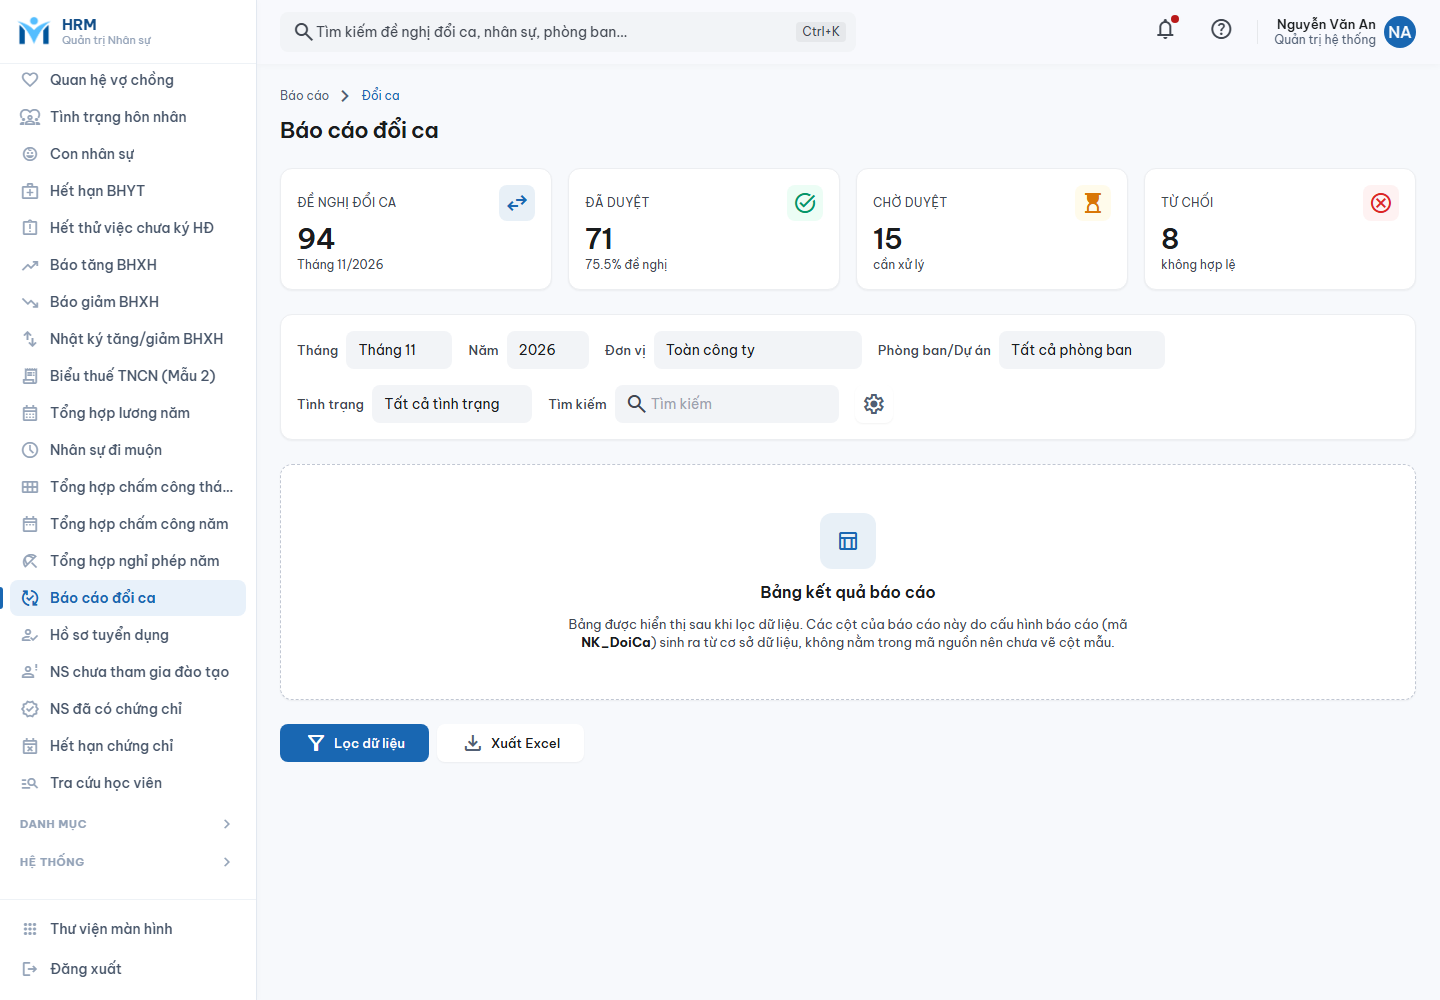 HRM
Quản trị Nhân sự
Quan hệ vợ chồng
Tình trạng hôn nhân
Con nhân sự
Hết hạn BHYT
Hết thử việc chưa ký HĐ
Báo tăng BHXH
Báo giảm BHXH
Nhật ký tăng/giảm BHXH
Biểu thuế TNCN (Mẫu 2)
Tổng hợp lương năm
Nhân sự đi muộn
Tổng hợp chấm công thá...
Tổng hợp chấm công năm
Tổng hợp nghỉ phép năm
Báo cáo đổi ca
Hồ sơ tuyển dụng
NS chưa tham gia đào tạo
NS đã có chứng chỉ
Hết hạn chứng chỉ
Tra cứu học viên
DANH MỤC
HỆ THỐNG
Thư viện màn hình
Đăng xuất
Tìm kiếm đề nghị đổi ca, nhân sự, phòng ban... Ctrl+K
Nguyễn Văn An
Quản trị hệ thống
NA
Báo cáo Đổi ca
Báo cáo đổi ca
ĐỀ NGHỊ ĐỔI CA
94
Tháng 11/2026
ĐÃ DUYỆT
71
75.5% đề nghị
CHỜ DUYỆT
15
cần xử lý
TỪ CHỐI
8
không hợp lệ
Tháng Tháng 11 Năm 2026 Đơn vị Toàn công ty Phòng ban/Dự án Tất cả phòng ban
Tình trạng Tất cả tình trạng Tìm kiếm Tìm kiếm
Bảng kết quả báo cáo
Bảng được hiển thị sau khi lọc dữ liệu. Các cột của báo cáo này do cấu hình báo cáo (mã
NK_DoiCa) sinh ra từ cơ sở dữ liệu, không nằm trong mã nguồn nên chưa vẽ cột mẫu.
Lọc dữ liệu Xuất Excel